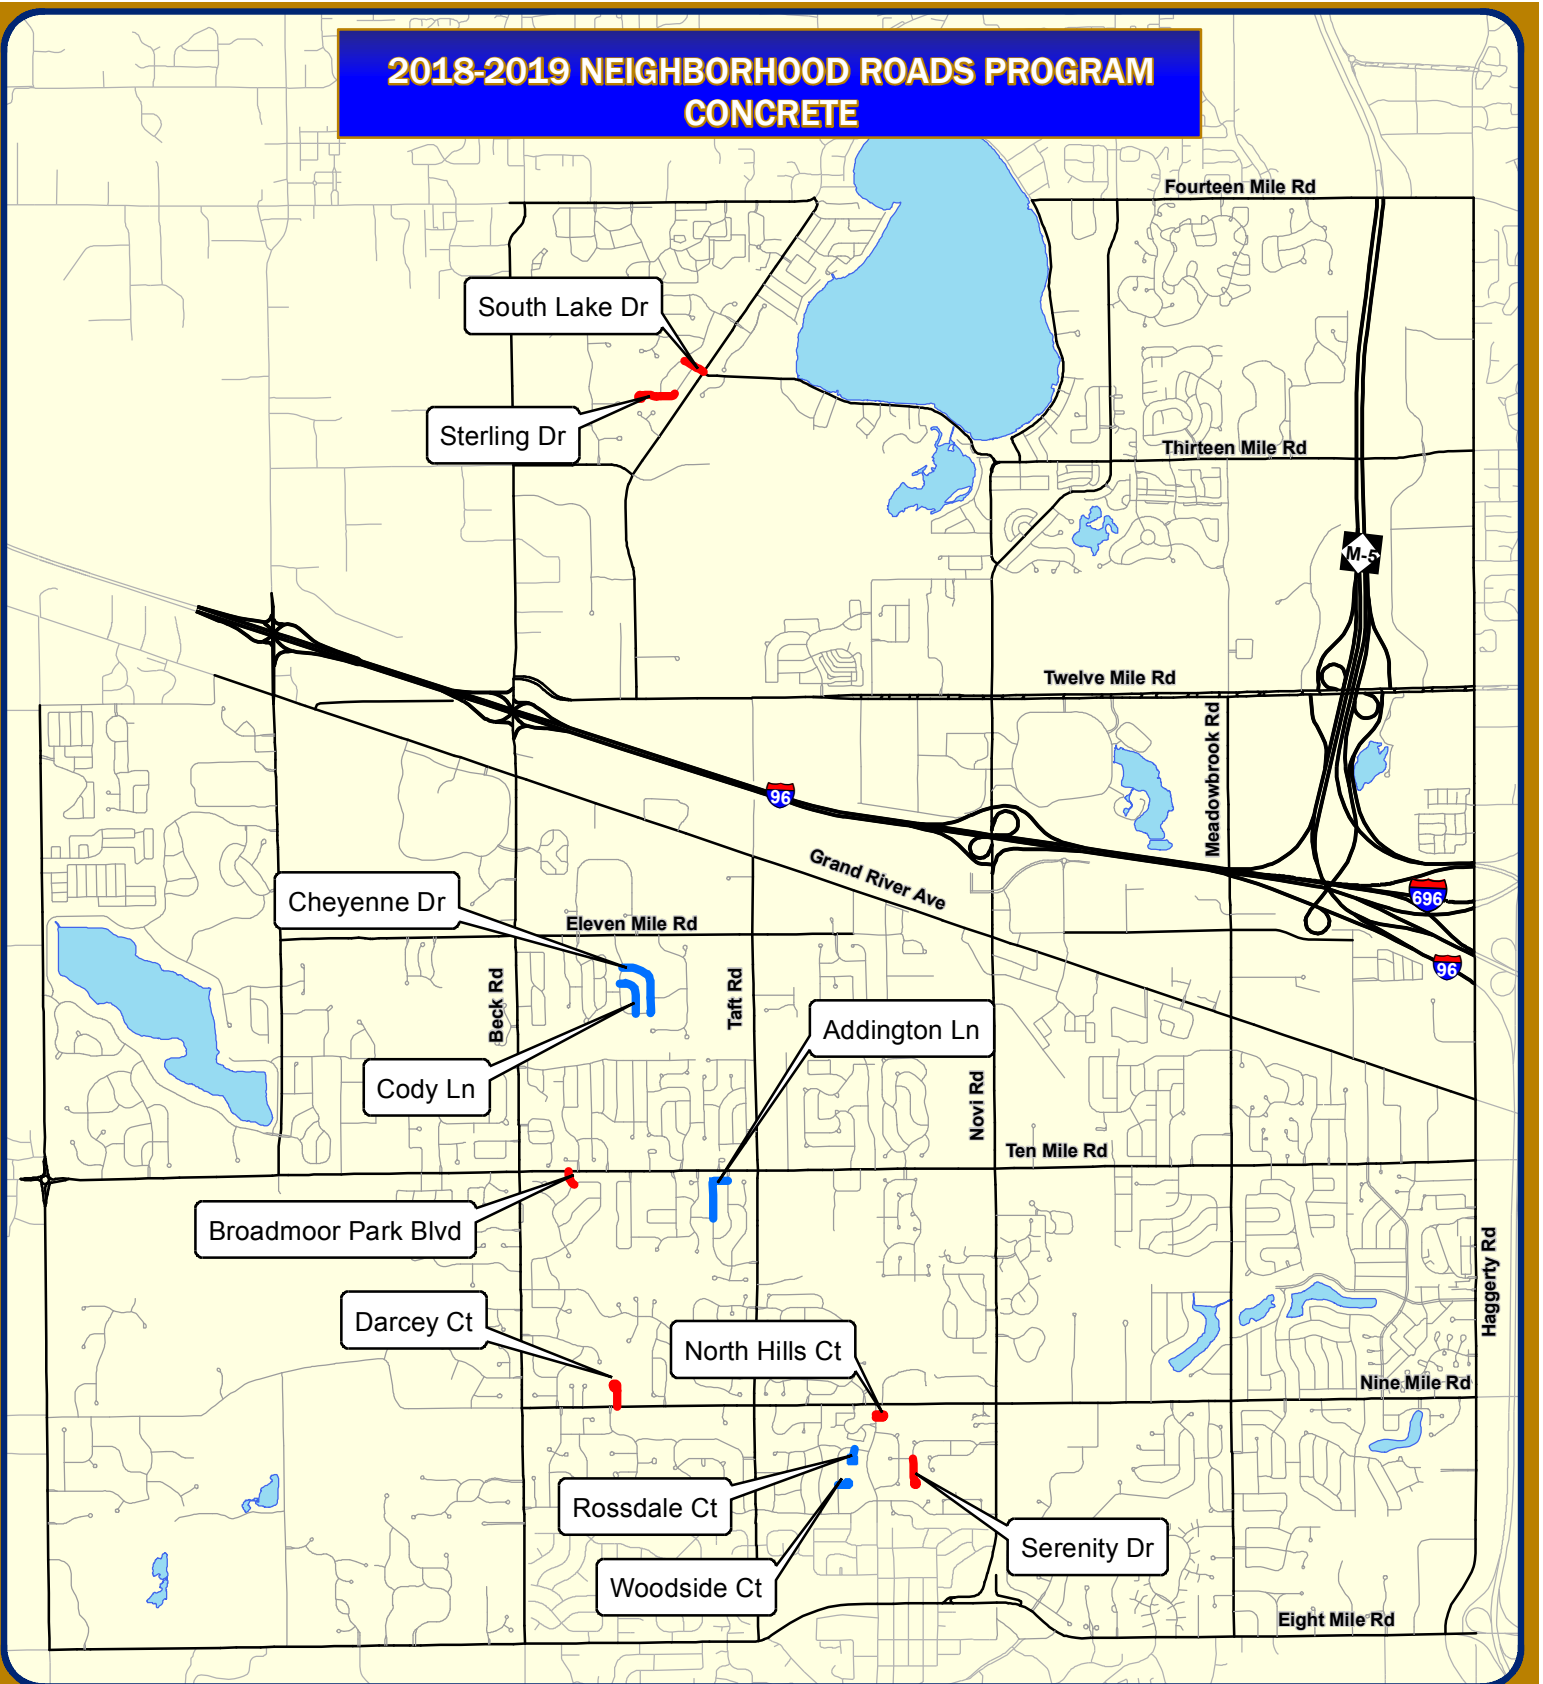 2018-2019 NEIGHBORHOOD ROADS PROGRAM
CONCRETE
Fourteen Mile Rd
South Lake Dr
Sterling Dr
Thirteen Mile Rd
M-5
Twelve Mile Rd
Meadowbrook Rd
96
Grand River Ave
696
Cheyenne Dr
Eleven Mile Rd
96
Beck Rd
Taft Rd
Addington Ln
Cody Ln
Novi Rd
Ten Mile Rd
Broadmoor Park Blvd
Haggerty Rd
Darcey Ct
North Hills Ct
Nine Mile Rd
Rossdale Ct
Serenity Dr
Woodside Ct
Eight Mile Rd